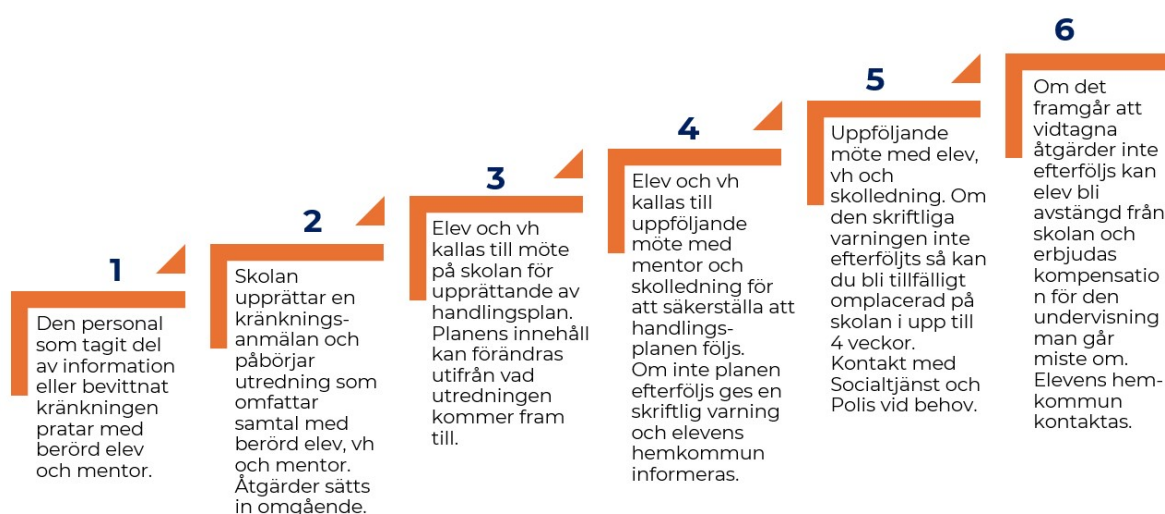 1
Den personal
som tagit del
av information
eller bevittnat
kränkningen
pratar med
berörd elev
och mentor.
2
Skolan
upprättar en
kränknings-
anmälan och
påbörjar
utredning som
omfattar
samtal med
berörd elev, vh
och mentor.
Åtgärder sätts
in omgående.
3
Elev och vh
kallas till möte
på skolan för
upprättande av
handlingsplan.
Planens innehåll
kan förändras
utifrån vad
utredningen
kommer fram
till.
4
Elev och vh
kallas till
uppföljande
möte med
mentor och
skolledning för
att säkerställa att
handlings-
planen följs.
Om inte planen
efterföljs ges en
skriftlig varning
och elevens
hemkommun
informeras.
5
Uppföljande
möte med elev,
vh och
skolledning. Om
den skriftliga
varningen inte
efterföljts så kan
du bli tillfälligt
omplacerad på
skolan i upp till
4 veckor.
Kontakt med
Socialtjänst och
Polis vid behov.
6
Om det
framgår att
vidtagna
åtgärder inte
efterföljs kan
elev bli
avstängd från
skolan och
erbjudas
kompensatio
n för den
undervisning
man går
miste om.
Elevens hem-
kommun
kontaktas.